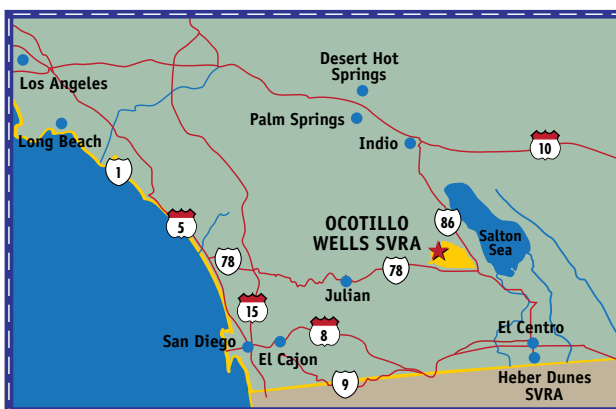 Desert Hot
Springs
Los Angeles
Palm Springs
Long Beach
Indio
10
1
86
5
OCOTILLO
WELLS SVRA
Salton
Sea
78
78
Julian
15
8
San Diego
El Cajon
El Centro
9
Heber Dunes
SVRA